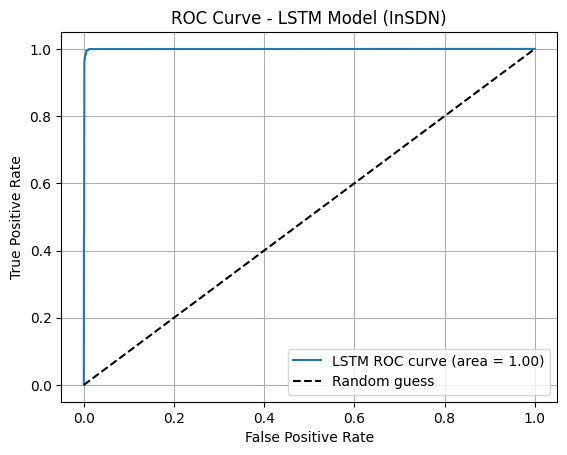 ROC Curve - LSTM Model (InSDN)
True Positive Rate
1.0
0.8
0.6
0.4
0.2
0.0
LSTM ROC curve (area = 1.00)
Random guess
0.0 0.2 0.4 0.6 0.8 1.0
False Positive Rate